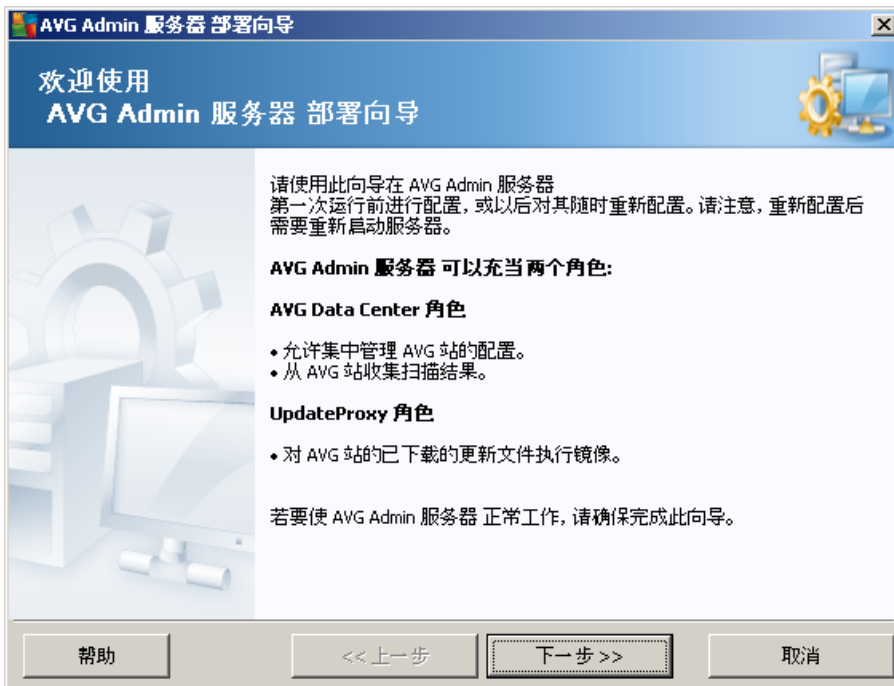 AVG Admin 服务器 部署向导
欢迎使用
AVG Admin 服务器 部署向导
请使用此向导在 AVG Admin 服务器
第一次运行前进行配置，或以后对其随时重新配置。请注意，重新配置后
需要重新启动服务器。
AVG Admin 服务器 可以充当两个角色:
AVG Data Center 角色
• 允许集中管理 AVG 站的配置。
• 从 AVG 站收集扫描结果。
UpdateProxy 角色
• 对 AVG 站的已下载的更新文件执行镜像。
若要使 AVG Admin 服务器 正常工作，请确保完成此向导。
帮助
<< 上一步
下一步 >>
取消